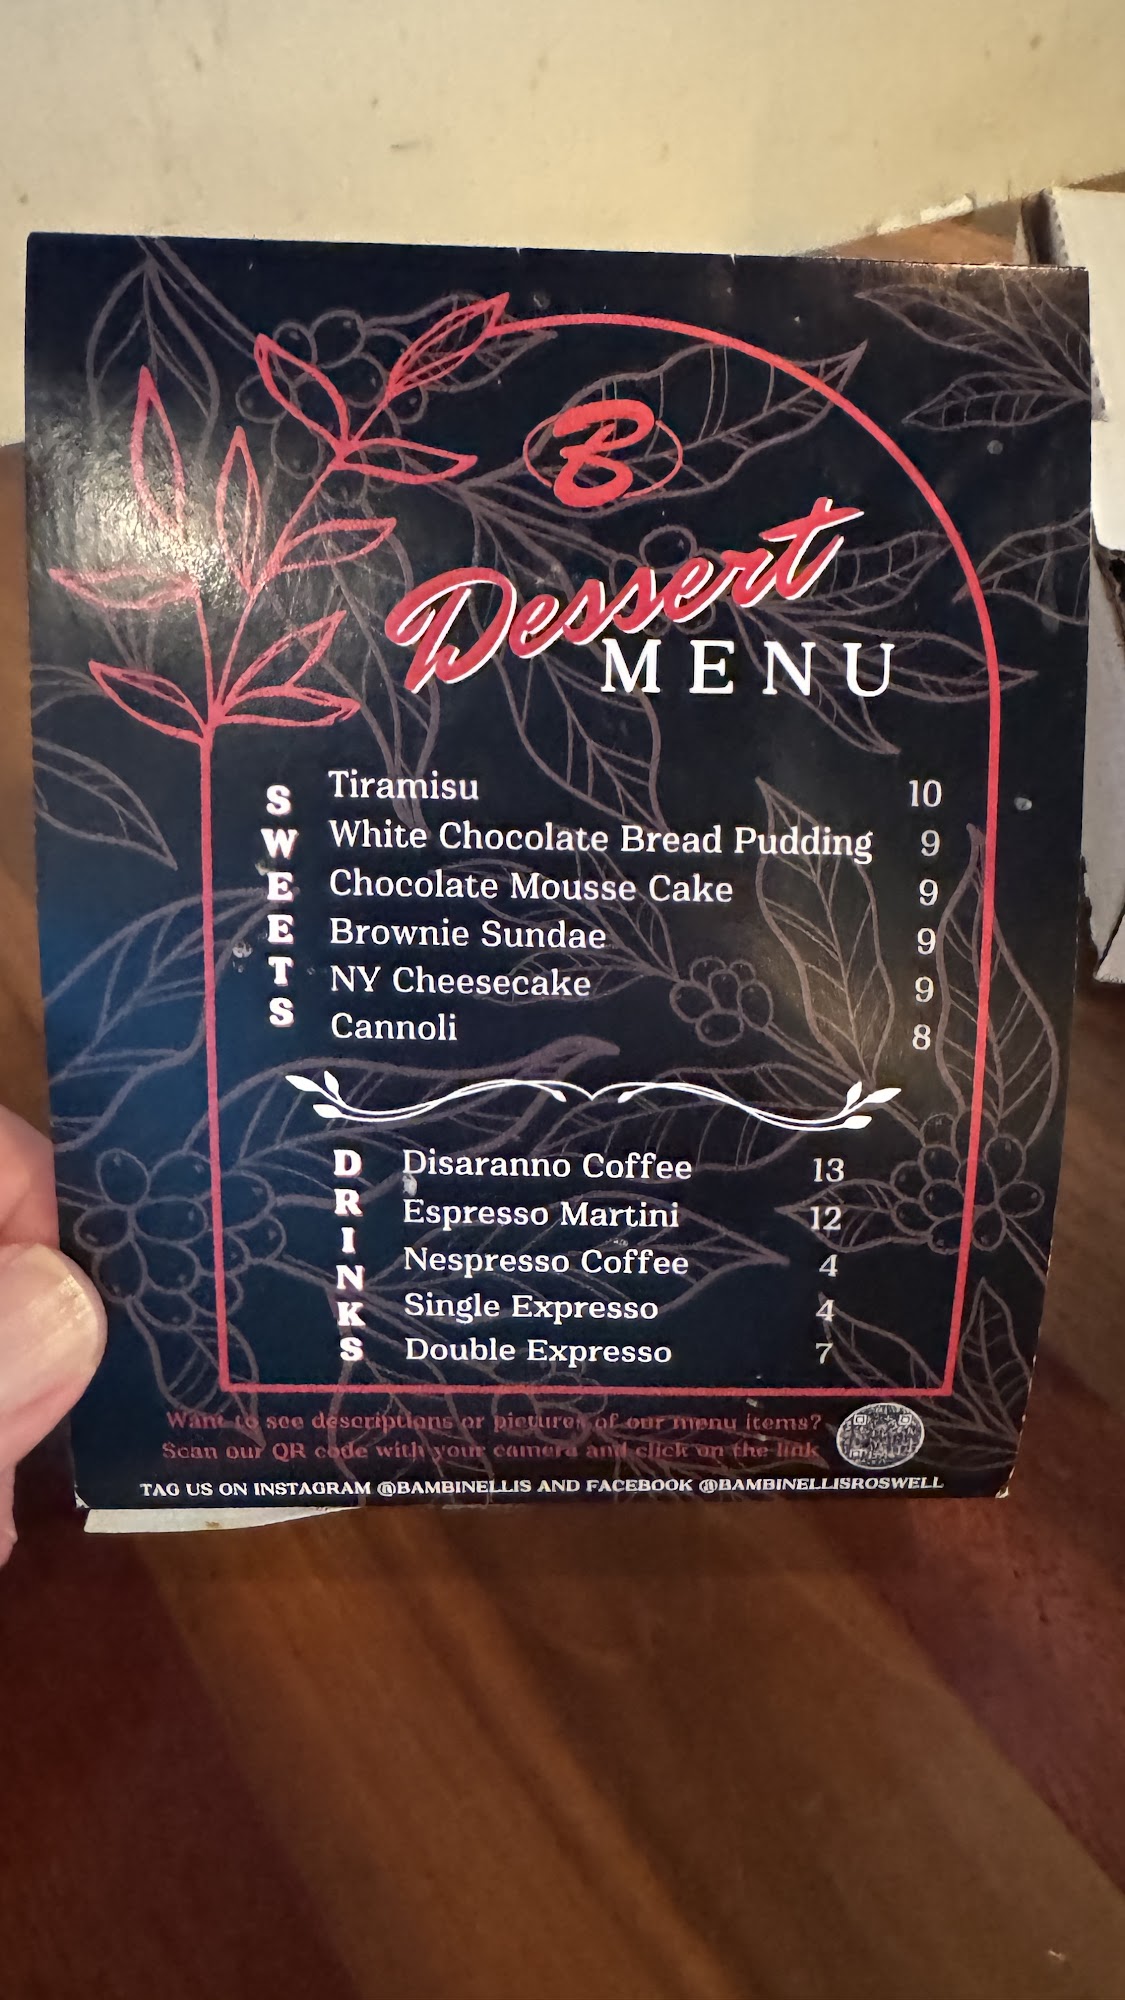 B
Dessert
MENU
SWEETS
Tiramisu 10
White Chocolate Bread Pudding 9
Chocolate Mousse Cake 9
Brownie Sundae 9
NY Cheesecake 9
Cannoli 8
DRINKS
Disaranno Coffee 13
Espresso Martini 12
Nespresso Coffee 4
Single Expresso 4
Double Expresso 7
Want to see descriptions or pictures of our menu items?
Scan our QR code with your camera and click on the link
TAG US ON INSTAGRAM @BAMBINELLIS AND FACEBOOK @BAMBINELLISROSWELL